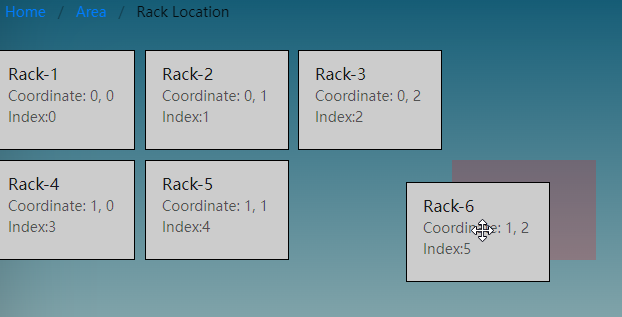 Home / Area / Rack Location
Rack-1
Coordinate: 0, 0
Index:0
Rack-2
Coordinate: 0, 1
Index:1
Rack-3
Coordinate: 0, 2
Index:2
Rack-4
Coordinate: 1, 0
Index:3
Rack-5
Coordinate: 1, 1
Index:4
Rack-6
Coordinate: 1, 2
Index:5